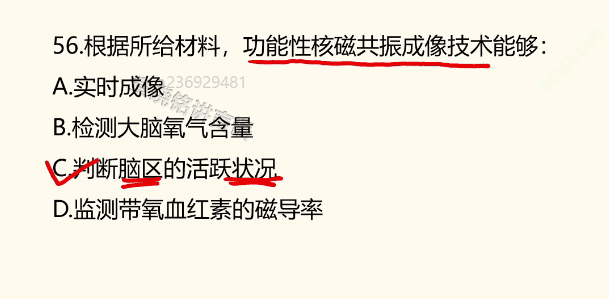 56.根据所给材料，功能性核磁共振成像技术能够：
A.实时成像
236929481
B.检测大脑氧气含量
C.判断脑区的活跃状况
D.监测带氧血红素的磁导率